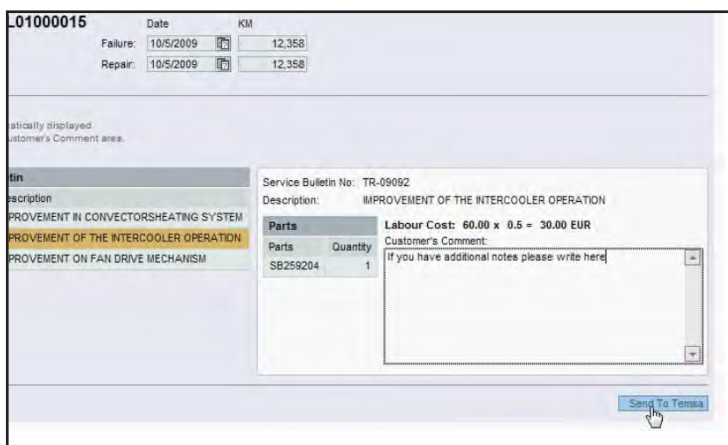 L01000015 Date KM
Failure: 10/5/2009 12,358
Repair: 10/5/2009 12,358
atically displayed
ustomer's Comment area.
tin
escription
PROVEMENT IN CONVECTORSHEATING SYSTEM
PROVEMENT OF THE INTERCOOLER OPERATION
PROVEMENT ON FAN DRIVE MECHANISM
Service Bulletin No: TR-09092
Description: IMPROVEMENT OF THE INTERCOOLER OPERATION
Parts
Parts Quantity
SB259204 1
Labour Cost: 60.00 x 0.5 = 30.00 EUR
Customer's Comment:
If you have additional notes please write here
Send To Temsa